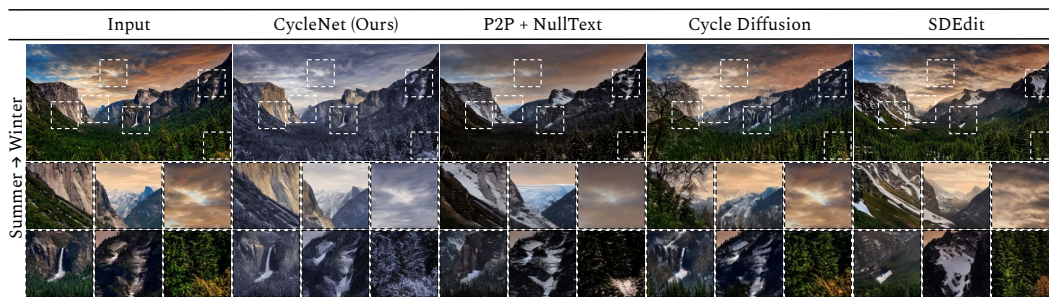 Input CycleNet (Ours) P2P + NullText Cycle Diffusion SDEdit
Summer → Winter